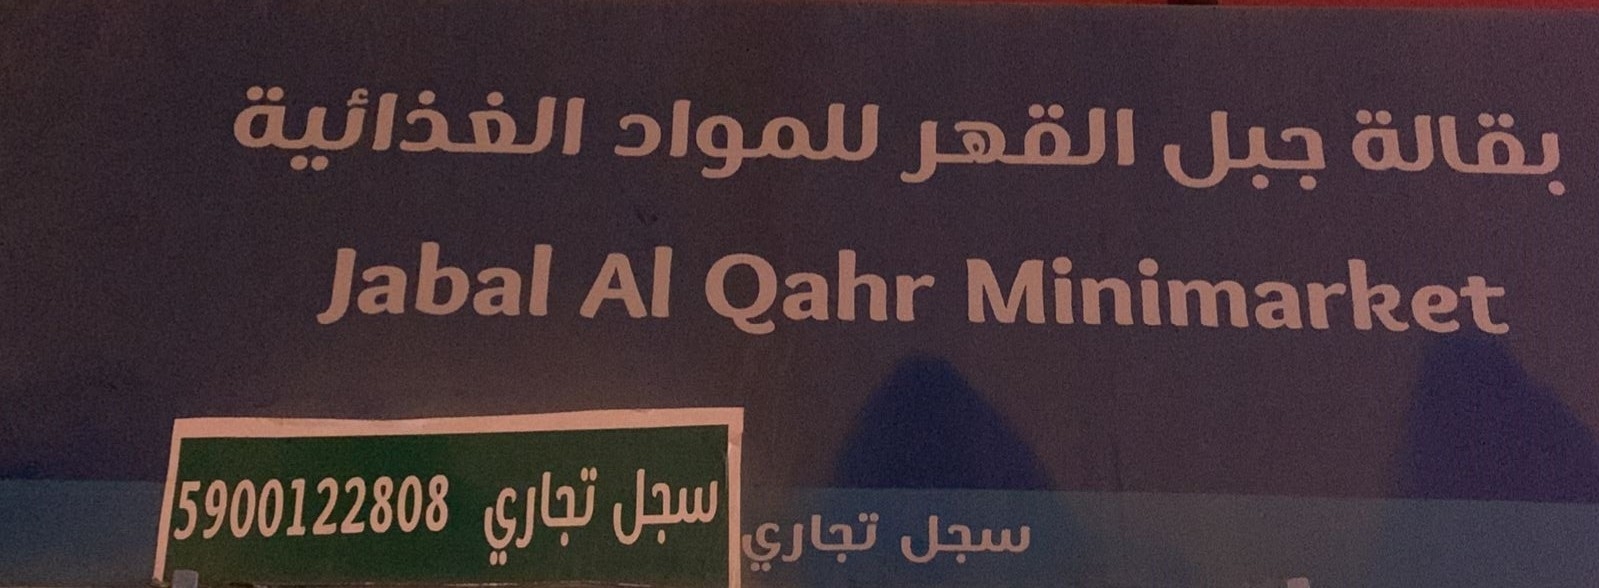 بقالة جبل القهر للمواد الغذائية
Jabal Al Qahr Minimarket
سجل تجاري
سجل تجاري 5900122808